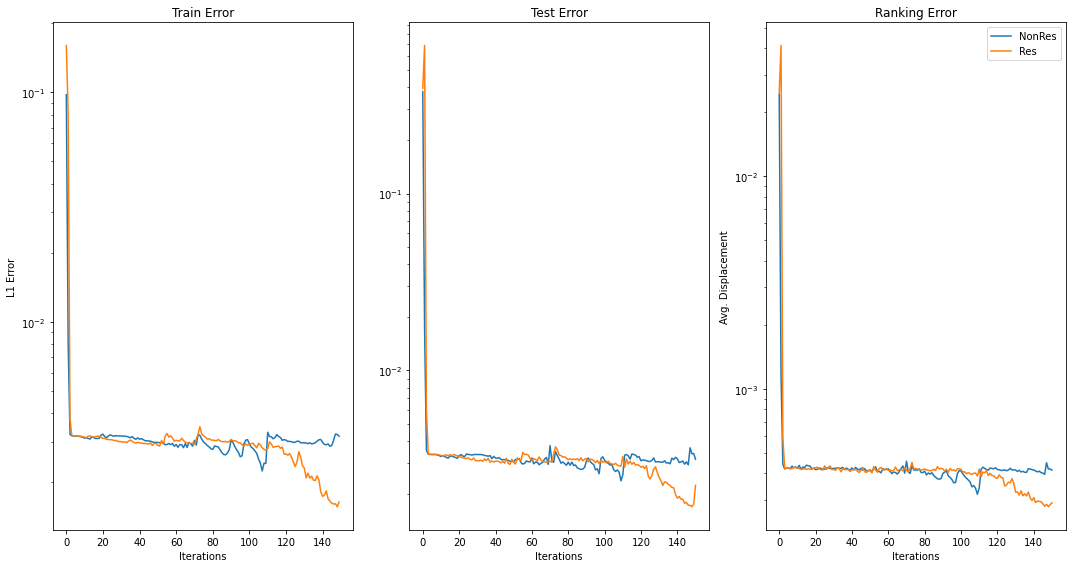 Train Error
L1 Error
10⁻¹
10⁻²
0 20 40 60 80 100 120 140
Iterations
Test Error
10⁻¹
10⁻²
0 20 40 60 80 100 120 140
Iterations
Ranking Error
NonRes
Res
Avg. Displacement
10⁻²
10⁻³
0 20 40 60 80 100 120 140
Iterations